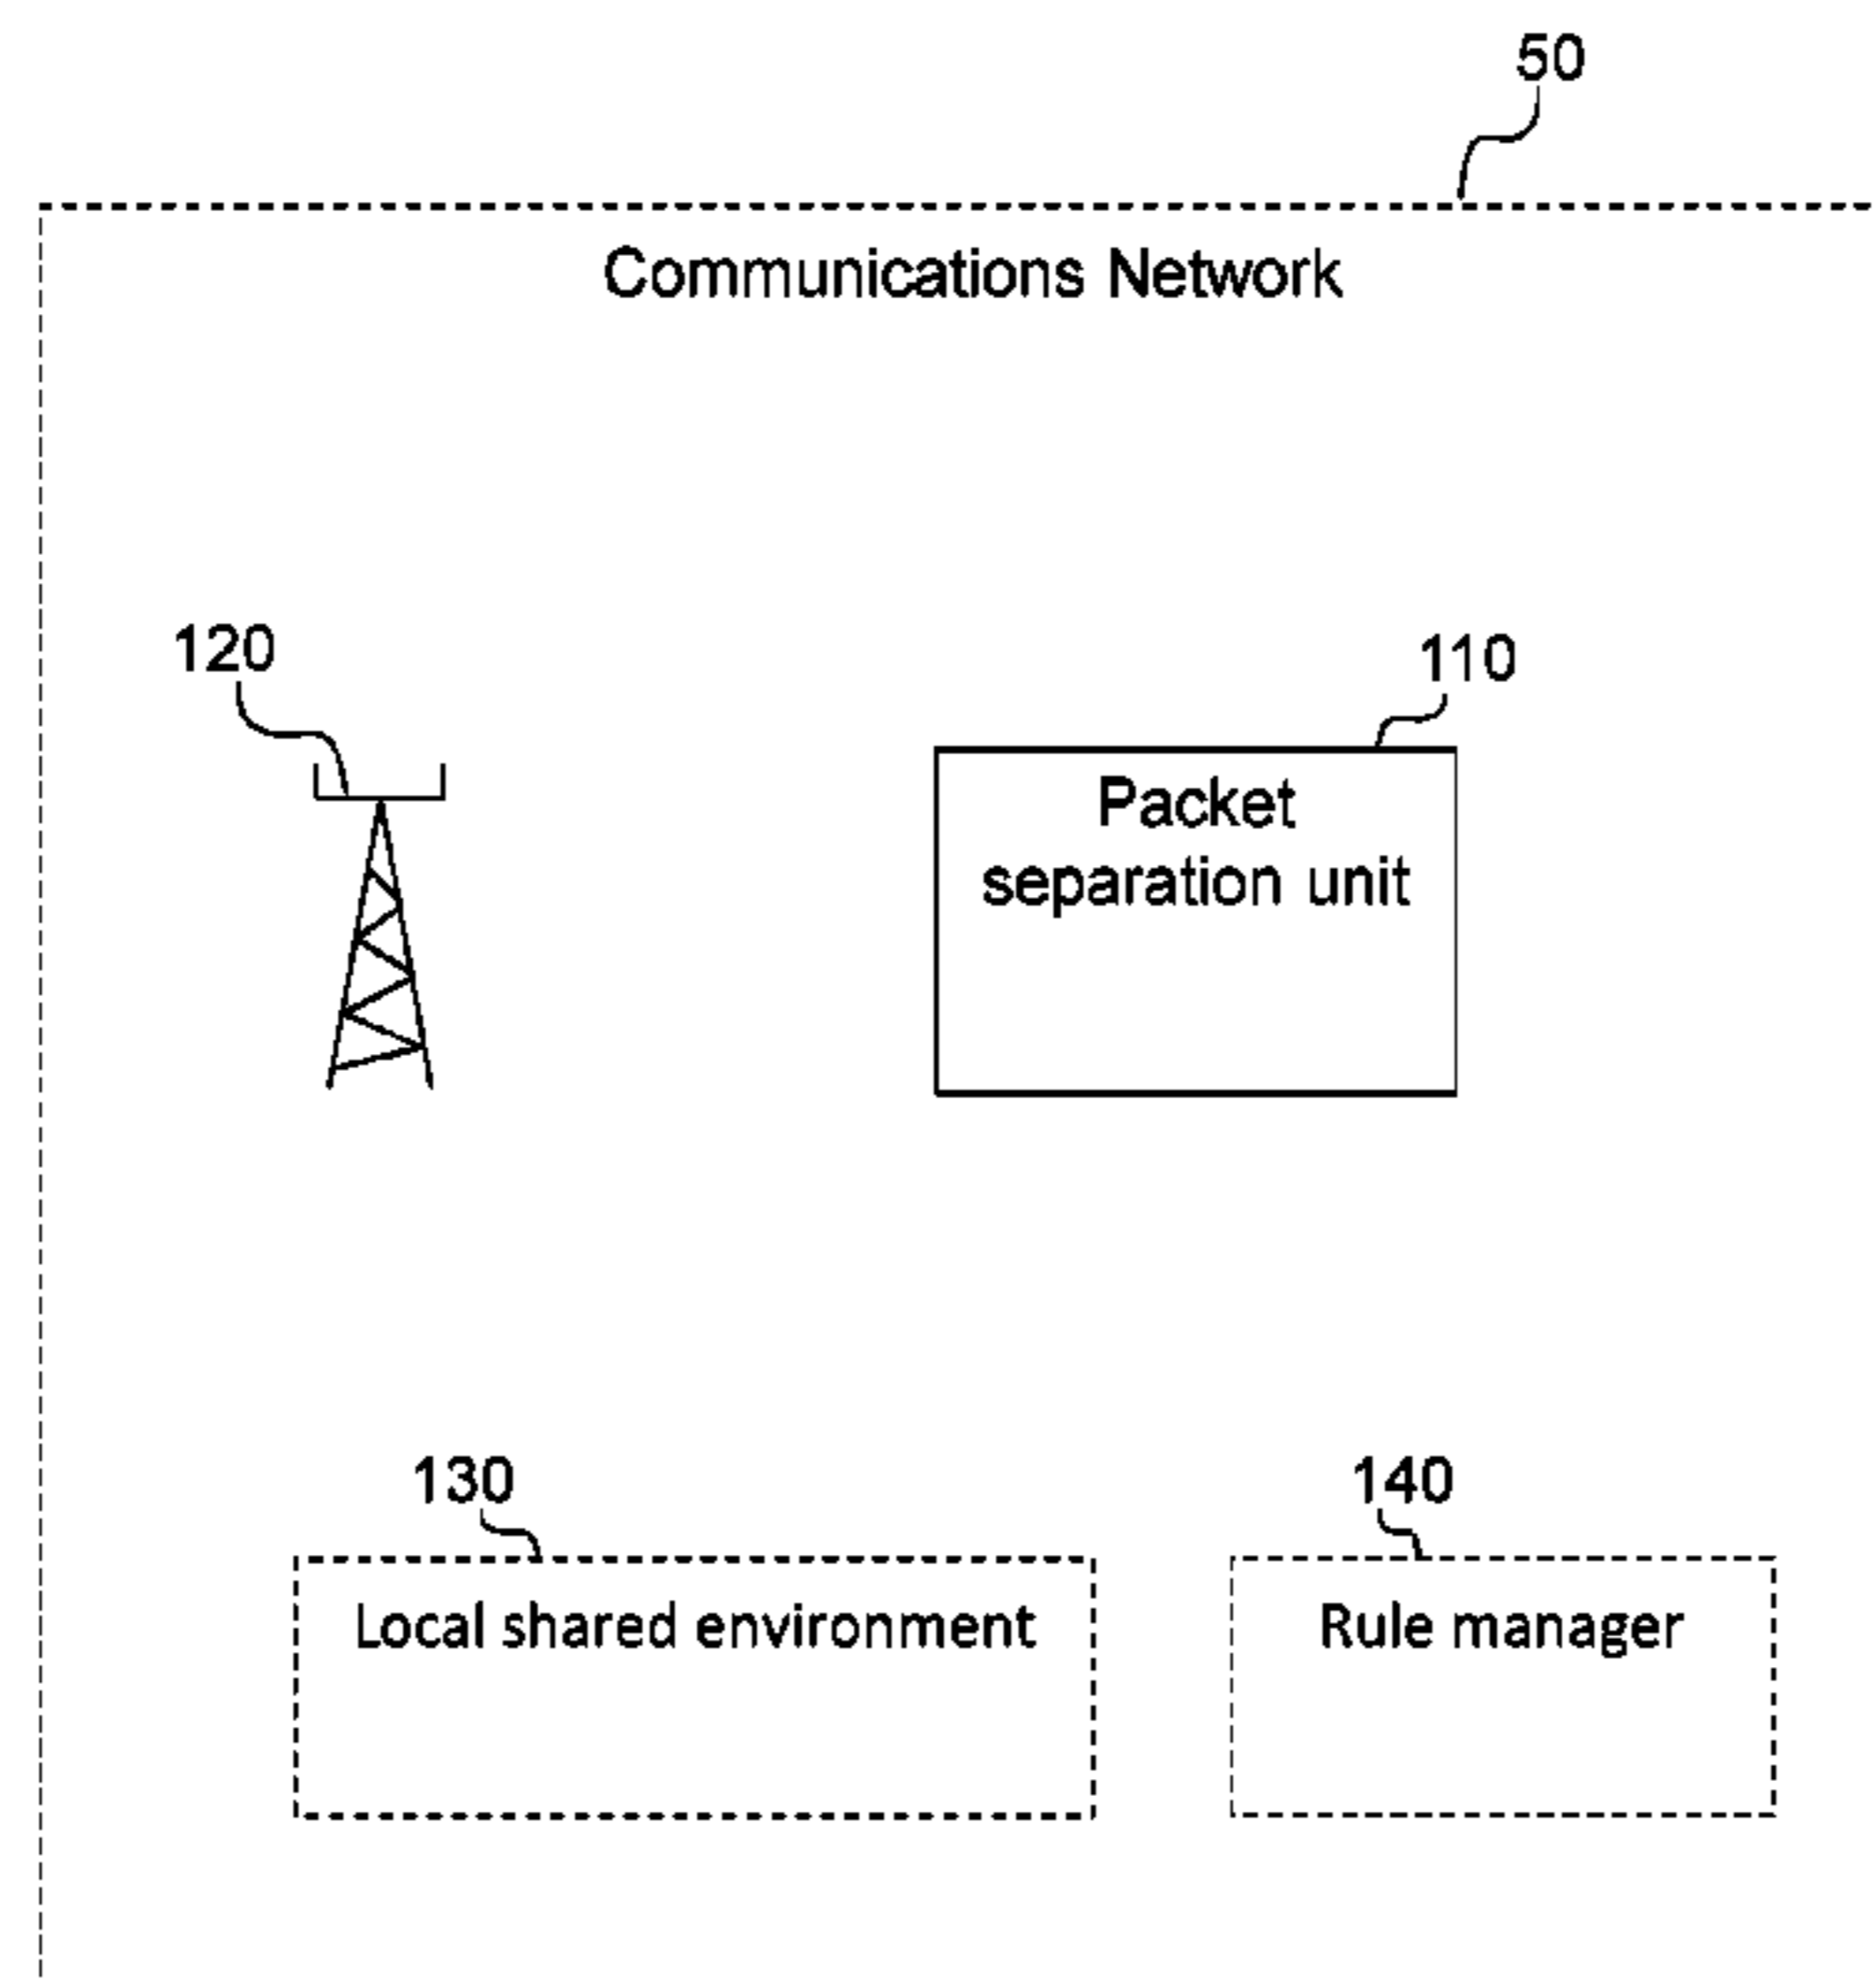 50
Communications Network
120
110
Packet
separation unit
130
140
Local shared environment
Rule manager